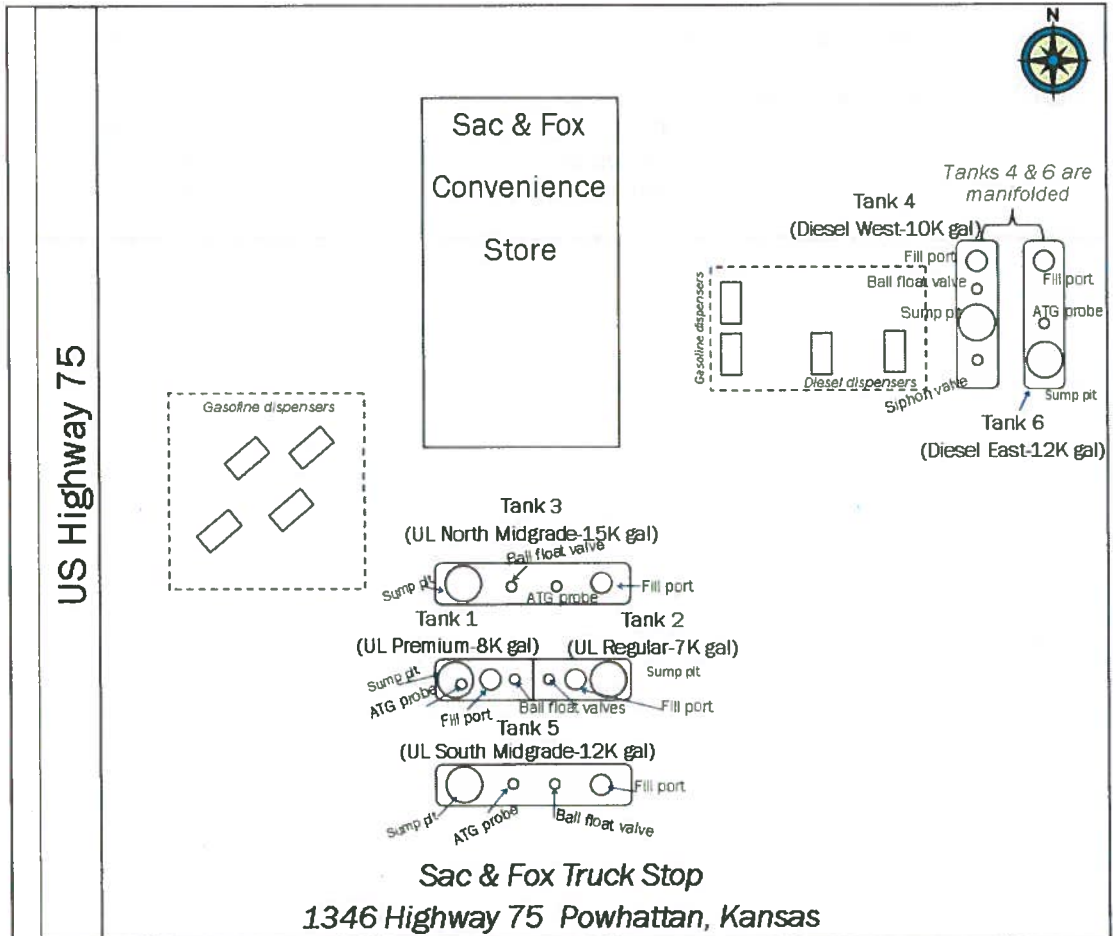 N
Sac & Fox
Convenience
Store
Tanks 4 & 6 are
manifolded
Tank 4
(Diesel West-10K gal)
Fill port
Ball float valve
Sump pit
Siphon valve
Fill port
ATG probe
Sump pit
Tank 6
(Diesel East-12K gal)
Gasoline dispensers
Diesel dispensers
US Highway 75
Gasoline dispensers
Tank 3
(UL North Midgrade-15K gal)
Ball float valve
Sump pit
ATG probe
Fill port
Tank 1
(UL Premium-8K gal)
Tank 2
(UL Regular-7K gal)
Sump pit
ATG probe
Fill port
Ball float valves
Fill port
Sump pit
Tank 5
(UL South Midgrade-12K gal)
Sump pit
ATG probe
Ball float valve
Fill port
Sac & Fox Truck Stop
1346 Highway 75 Powhattan, Kansas